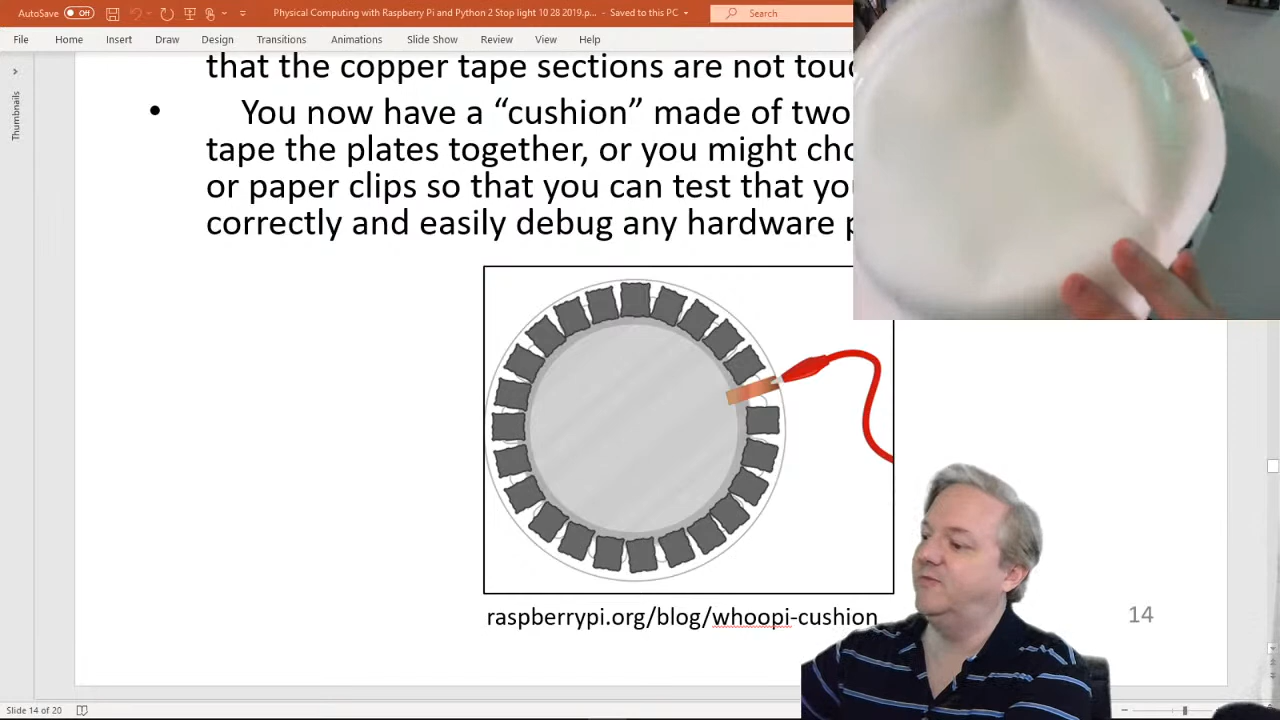 AutoSave Off Physical Computing with Raspberry Pi and Python 2 Stop light 10 28 2019.p... - Saved to this PC Search
File Home Insert Draw Design Transitions Animations Slide Show Review View Help
Thumbnails
that the copper tape sections are not touc
• You now have a “cushion” made of two
tape the plates together, or you might cho
or paper clips so that you can test that you
correctly and easily debug any hardware p
raspberrypi.org/blog/whoopi-cushion
14
Slide 14 of 20